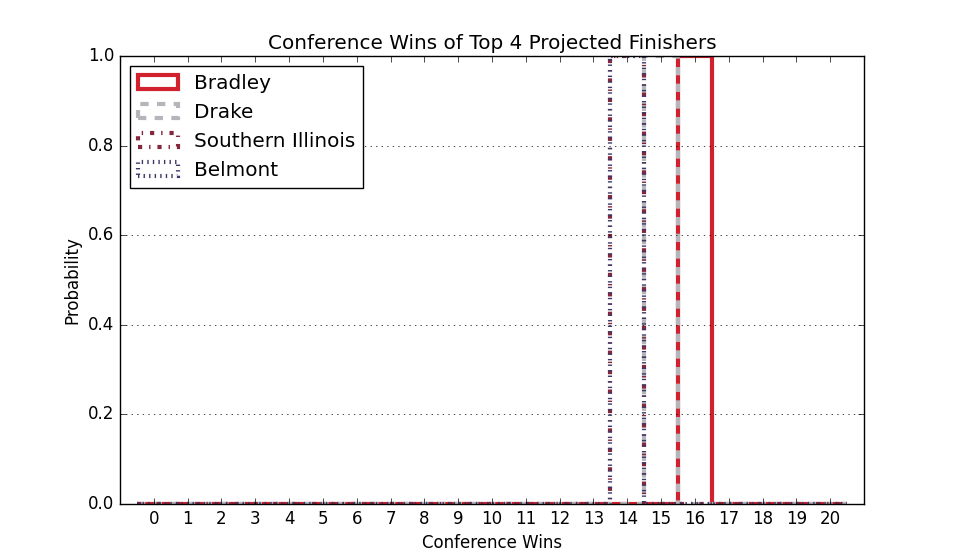 Conference Wins of Top 4 Projected Finishers
1.0
0.8
0.6
0.4
0.2
0.0
Probability
Bradley
Drake
Southern Illinois
Belmont
0 1 2 3 4 5 6 7 8 9 10 11 12 13 14 15 16 17 18 19 20
Conference Wins